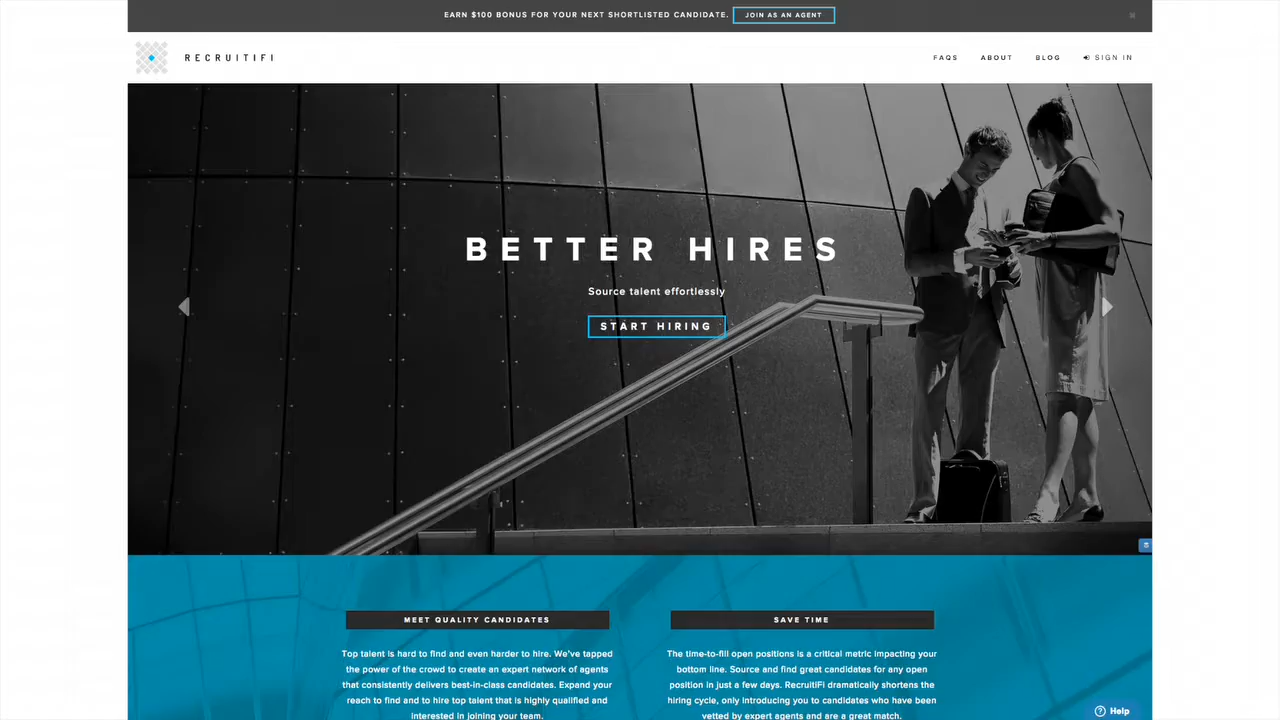 EARN $100 BONUS FOR YOUR NEXT SHORTLISTED CANDIDATE. JOIN AS AN AGENT
RECRUITIFI
FAQS ABOUT BLOG SIGN IN
BETTER HIRES
Source talent effortlessly
START HIRING
MEET QUALITY CANDIDATES
Top talent is hard to find and even harder to hire. We've tapped
the power of the crowd to create an expert network of agents
that consistently delivers best-in-class candidates. Expand your
reach to find and to hire top talent that is highly qualified and
interested in joining your team.
SAVE TIME
The time-to-fill open positions is a critical metric impacting your
bottom line. Source and find great candidates for any open
position in just a few days. RecruitiFi dramatically shortens the
hiring cycle, only introducing you to candidates who have been
vetted by expert agents and are a great match.
Help